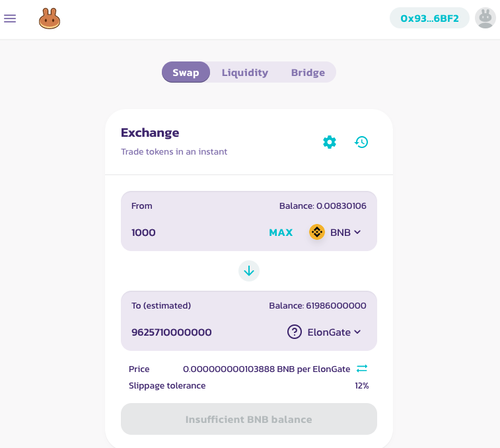 0x93...6BF2
Swap Liquidity Bridge
Exchange
Trade tokens in an instant
From Balance: 0.00830106
1000 MAX BNB
To (estimated) Balance: 61986000000
9625710000000 ElonGate
Price 0.000000000103888 BNB per ElonGate
Slippage tolerance 12%
Insufficient BNB balance